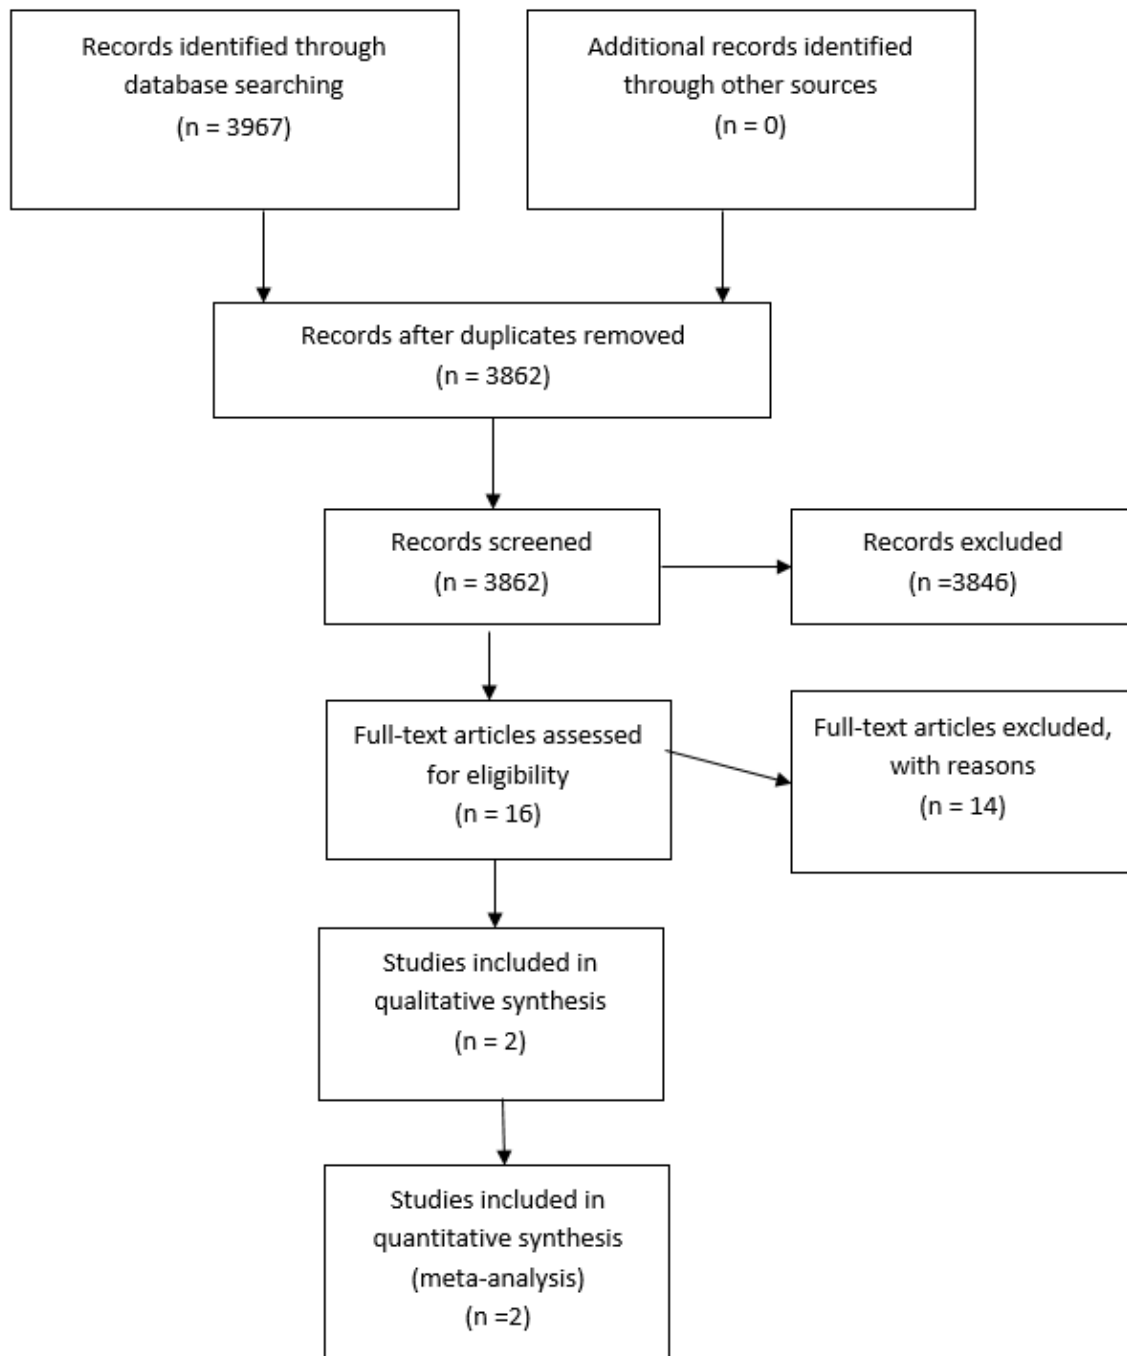 Records identified through
database searching
(n = 3967)
Additional records identified
through other sources
(n = 0)
Records after duplicates removed
(n = 3862)
Records screened
(n = 3862)
Records excluded
(n =3846)
Full-text articles assessed
for eligibility
(n = 16)
Full-text articles excluded,
with reasons
(n = 14)
Studies included in
qualitative synthesis
(n = 2)
Studies included in
quantitative synthesis
(meta-analysis)
(n =2)